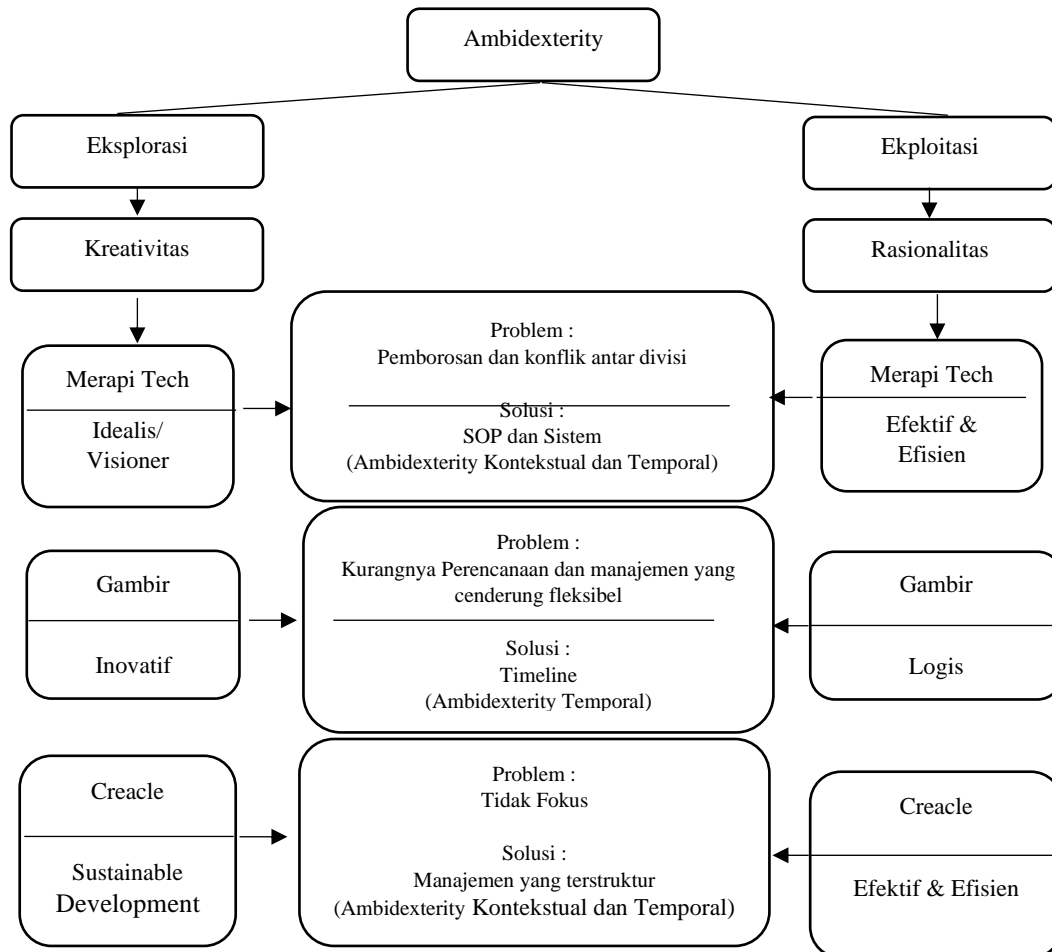 Ambidexterity
Eksplorasi
Ekploitasi
Kreativitas
Rasionalitas
Merapi Tech
Idealis/
Visioner
Problem :
Pemborosan dan konflik antar divisi
Solusi :
SOP dan Sistem
(Ambidexterity Kontekstual dan Temporal)
Merapi Tech
Efektif &
Efisien
Gambir
Inovatif
Problem :
Kurangnya Perencanaan dan manajemen yang
cenderung fleksibel
Solusi :
Timeline
(Ambidexterity Temporal)
Gambir
Logis
Creacle
Sustainable
Development
Problem :
Tidak Fokus
Solusi :
Manajemen yang terstruktur
(Ambidexterity Kontekstual dan Temporal)
Creacle
Efektif & Efisien